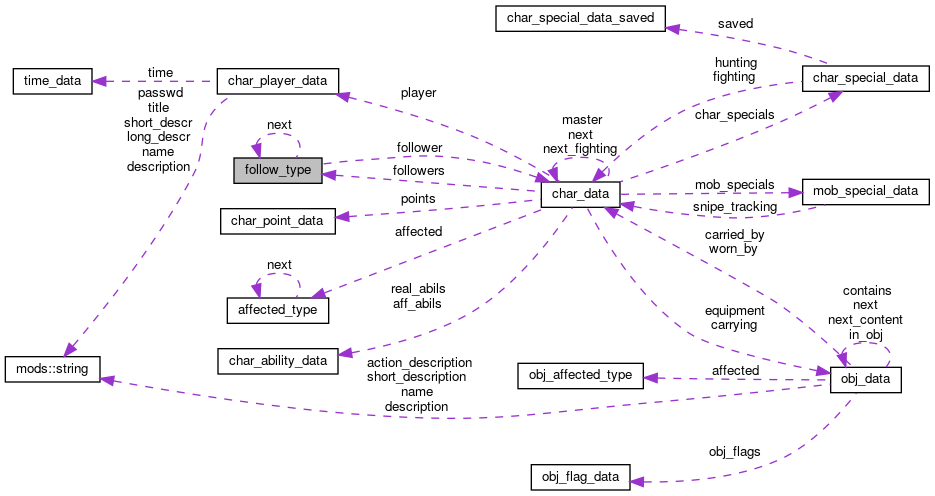 char_special_data_saved
saved
time_data
time
char_player_data
hunting
fighting
char_special_data
passwd
title
short_descr
long_descr
name
description
player
char_specials
next
master
next
next_fighting
follow_type
follower
followers
char_data
mob_specials
snipe_tracking
mob_special_data
char_point_data
points
affected
carried_by
worn_by
next
affected_type
real_abils
aff_abils
equipment
carrying
contains
next
next_content
in_obj
mods::string
char_ability_data
action_description
short_description
name
description
obj_affected_type
affected
obj_data
obj_flags
obj_flag_data